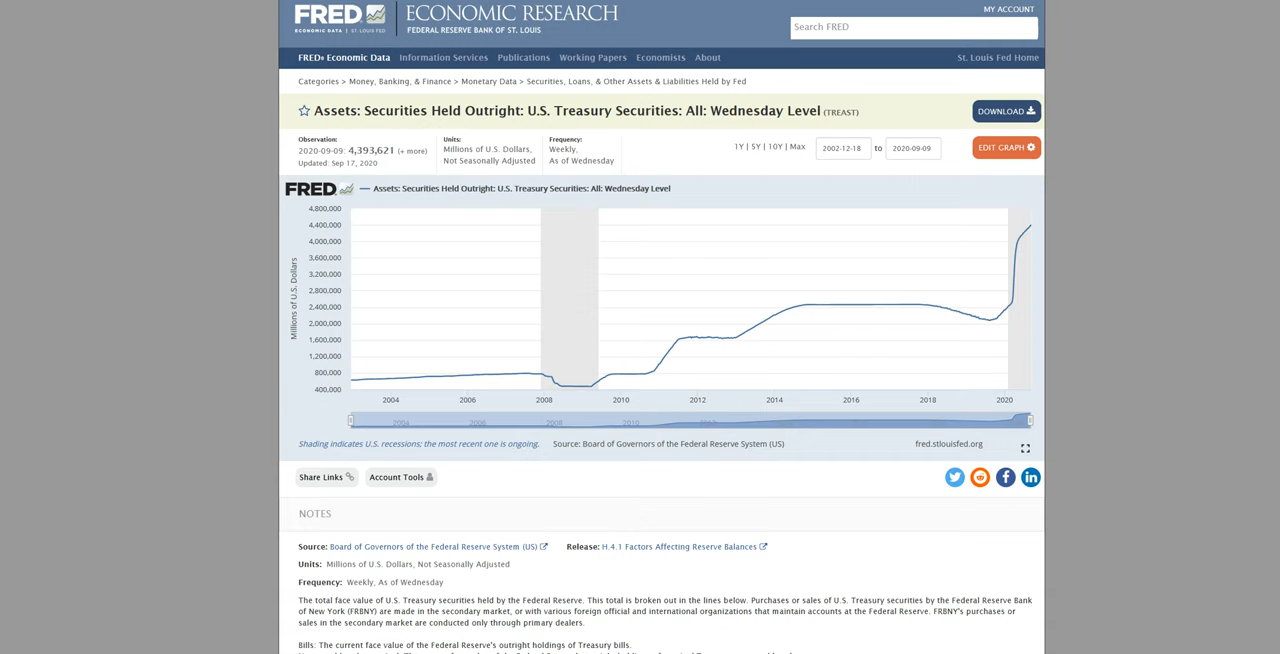 FRED
ECONOMIC DATA | ST. LOUIS FED
ECONOMIC RESEARCH
FEDERAL RESERVE BANK OF ST. LOUIS
MY ACCOUNT
Search FRED
FRED® Economic Data Information Services Publications Working Papers Economists About St. Louis Fed Home
Categories > Money, Banking, & Finance > Monetary Data > Securities, Loans, & Other Assets & Liabilities Held by Fed
Assets: Securities Held Outright: U.S. Treasury Securities: All: Wednesday Level (TREAST)
DOWNLOAD
Observation:
2020-09-09: 4,393,621 (+ more)
Updated: Sep 17, 2020
Units:
Millions of U.S. Dollars,
Not Seasonally Adjusted
Frequency:
Weekly,
As of Wednesday
1Y | 5Y | 10Y | Max
2002-12-18 to 2020-09-09
EDIT GRAPH
FRED — Assets: Securities Held Outright: U.S. Treasury Securities: All: Wednesday Level
Millions of U.S. Dollars
4,800,000
4,400,000
4,000,000
3,600,000
3,200,000
2,800,000
2,400,000
2,000,000
1,600,000
1,200,000
800,000
400,000
2004 2006 2008 2010 2012 2014 2016 2018 2020
2004 2006 2008 2010
Shading indicates U.S. recessions; the most recent one is ongoing. Source: Board of Governors of the Federal Reserve System (US) fred.stlouisfed.org
Share Links Account Tools
NOTES
Source: Board of Governors of the Federal Reserve System (US) Release: H.4.1 Factors Affecting Reserve Balances
Units: Millions of U.S. Dollars, Not Seasonally Adjusted
Frequency: Weekly, As of Wednesday
The total face value of U.S. Treasury securities held by the Federal Reserve. This total is broken out in the lines below. Purchases or sales of U.S. Treasury securities by the Federal Reserve Bank
of New York (FRBNY) are made in the secondary market, or with various foreign official and international organizations that maintain accounts at the Federal Reserve. FRBNY's purchases or
sales in the secondary market are conducted only through primary dealers.
Bills: The current face value of the Federal Reserve's outright holdings of Treasury bills.